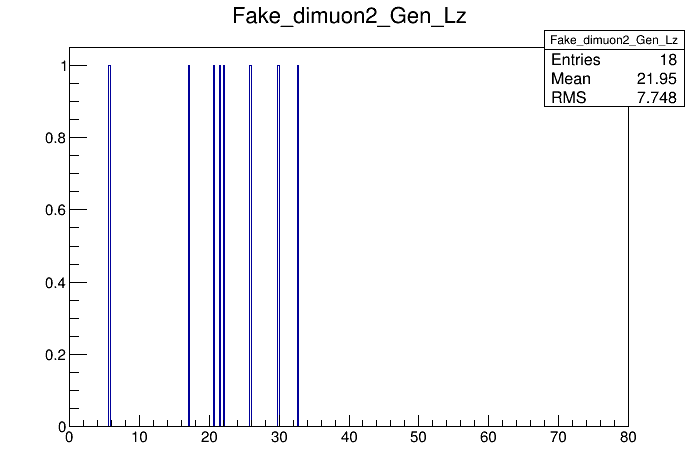 Fake_dimuon2_Gen_Lz
Fake_dimuon2_Gen_Lz
Entries 18
Mean 21.95
RMS 7.748
1
0.8
0.6
0.4
0.2
0
0 10 20 30 40 50 60 70 80